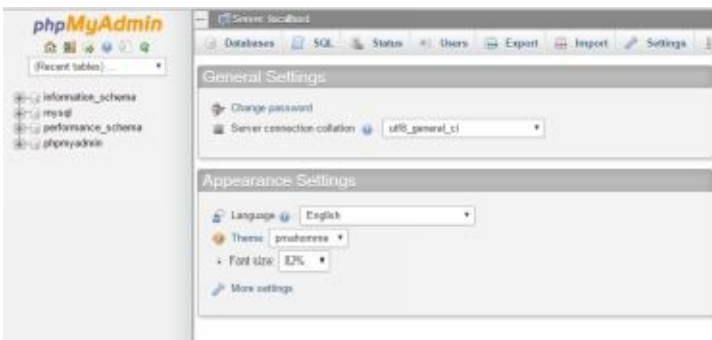 phpMyAdmin
(Recent tables) ...
information_schema
mysql
performance_schema
phpmyadmin
Server: localhost
Databases SQL Status Users Export Import Settings
General Settings
Change password
Server connection collation utf8_general_ci
Appearance Settings
Language English
Theme: pmahomme
Font size: 82%
More settings